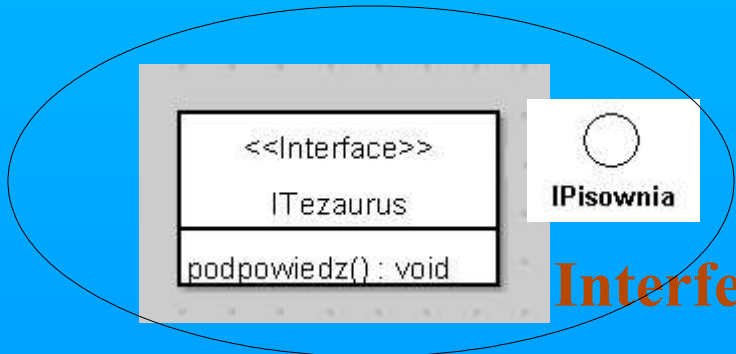 <<Interface>>
ITezaurus
podpowiedz() : void
IPisownia
Interfe